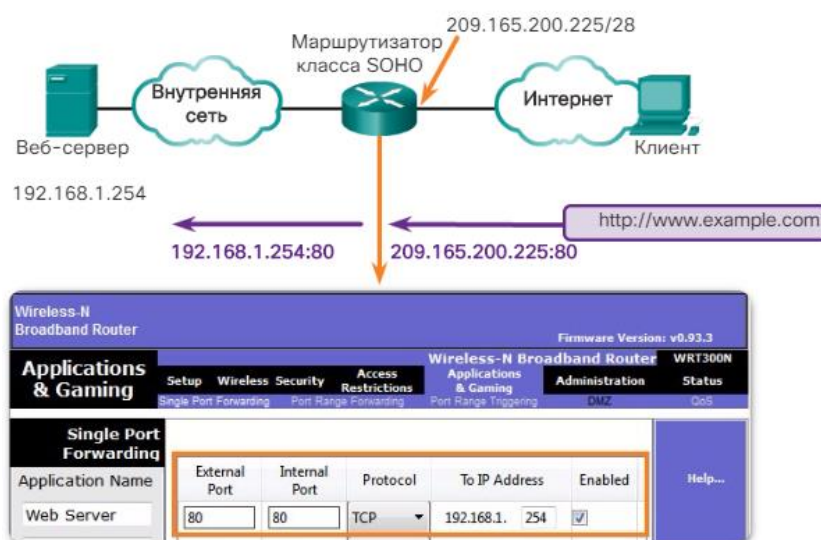 209.165.200.225/28
Маршрутизатор
класса SOHO
Внутренняя
сеть
Интернет
Веб-сервер
Клиент
192.168.1.254
http://www.example.com
192.168.1.254:80
209.165.200.225:80
Wireless-N
Broadband Router
Firmware Version: v0.93.3
Applications
& Gaming
Wireless-N Broadband Router
WRT300N
Setup
Wireless
Security
Access
Restrictions
Applications
& Gaming
Administration
Status
Single Port Forwarding
Port Range Forwarding
Port Range Triggering
DMZ
QoS
Single Port
Forwarding
Application Name
External
Port
Internal
Port
Protocol
To IP Address
Enabled
Help...
Web Server
80
80
TCP
192.168.1.
254